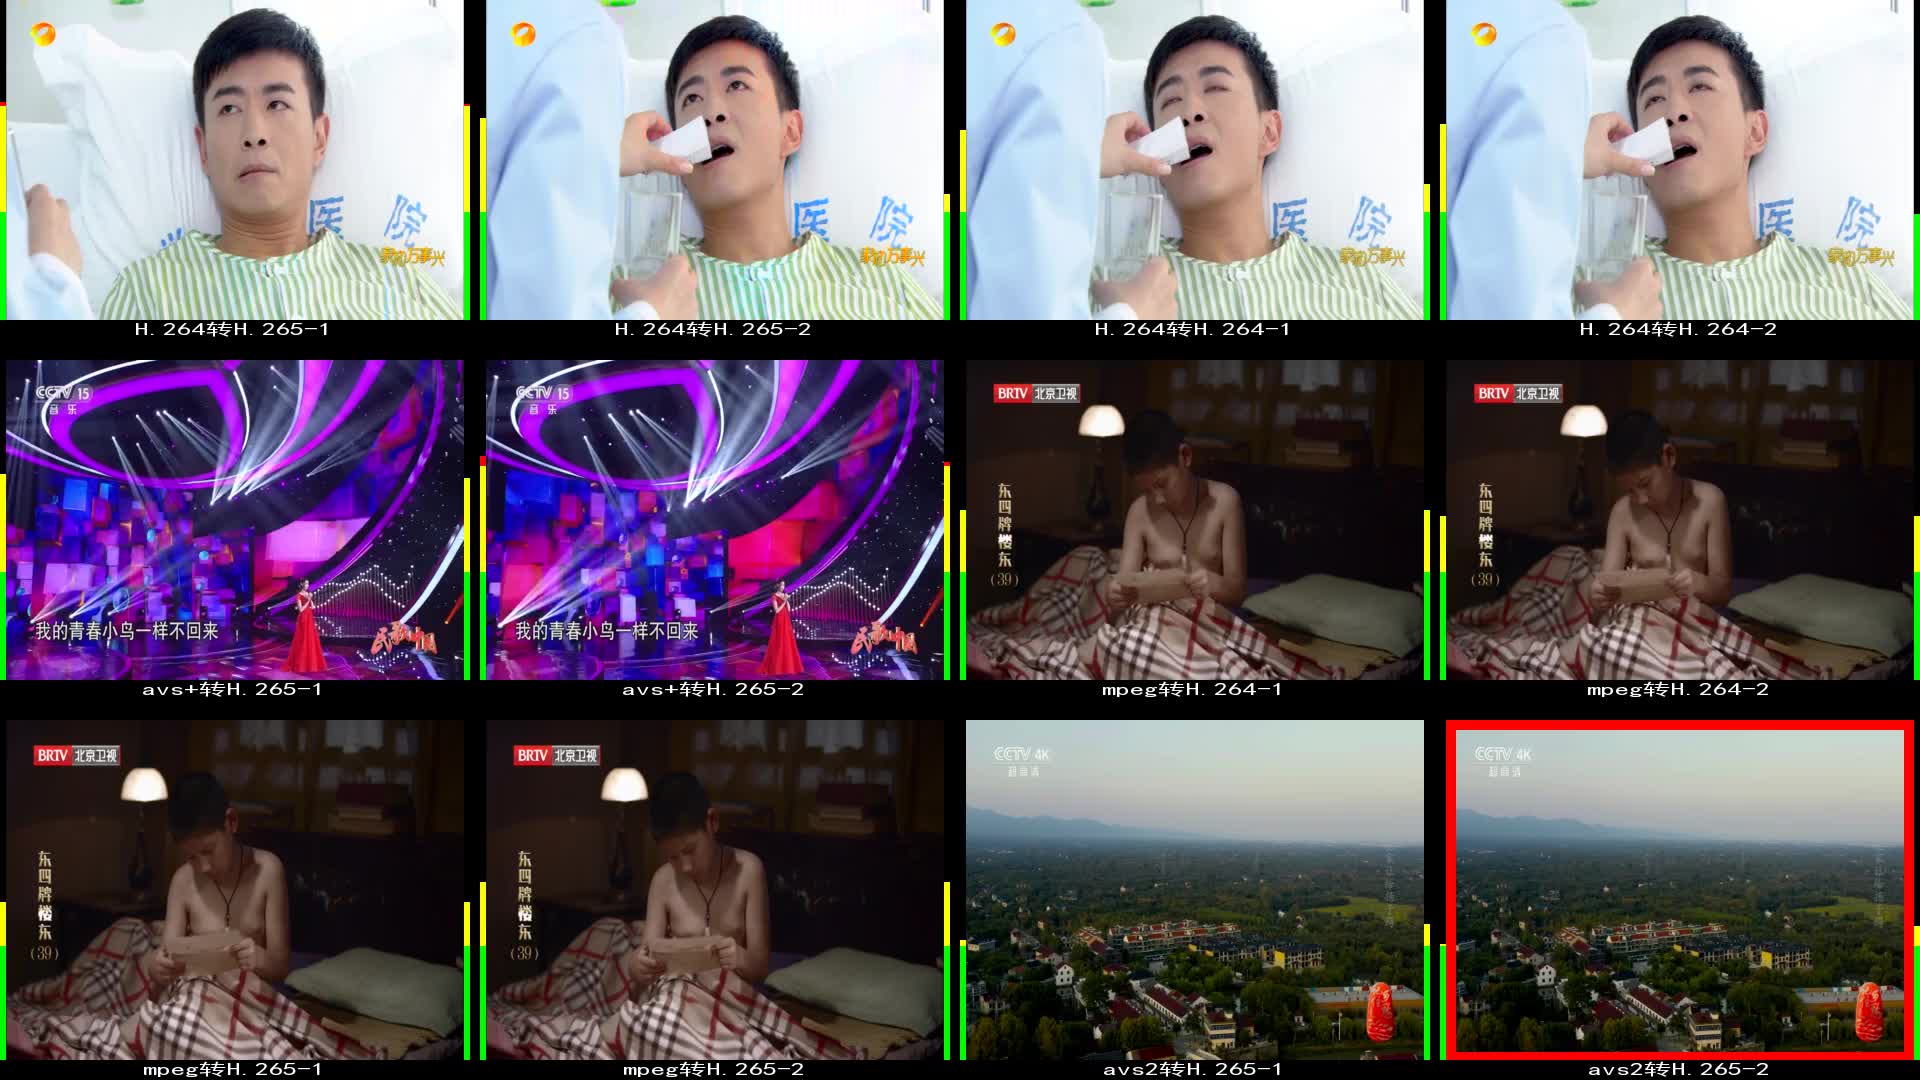 医 院
家和万事兴
H. 264转H. 265-1
医 院
家和万事兴
H. 264转H. 265-2
医 院
家和万事兴
H. 264转H. 264-1
医 院
家和万事兴
H. 264转H. 264-2
CCTV 15
音乐
我的青春小鸟一样不回来
民歌中国
avs+转H. 265-1
CCTV 15
音乐
我的青春小鸟一样不回来
民歌中国
avs+转H. 265-2
BRTV 北京卫视
东四牌楼东
(39)
mpeg转H. 264-1
BRTV 北京卫视
东四牌楼东
(39)
mpeg转H. 264-2
BRTV 北京卫视
东四牌楼东
(39)
mpeg转H. 265-1
BRTV 北京卫视
东四牌楼东
(39)
mpeg转H. 265-2
CCTV 4K
超高清
avs2转H. 265-1
CCTV 4K
超高清
avs2转H. 265-2